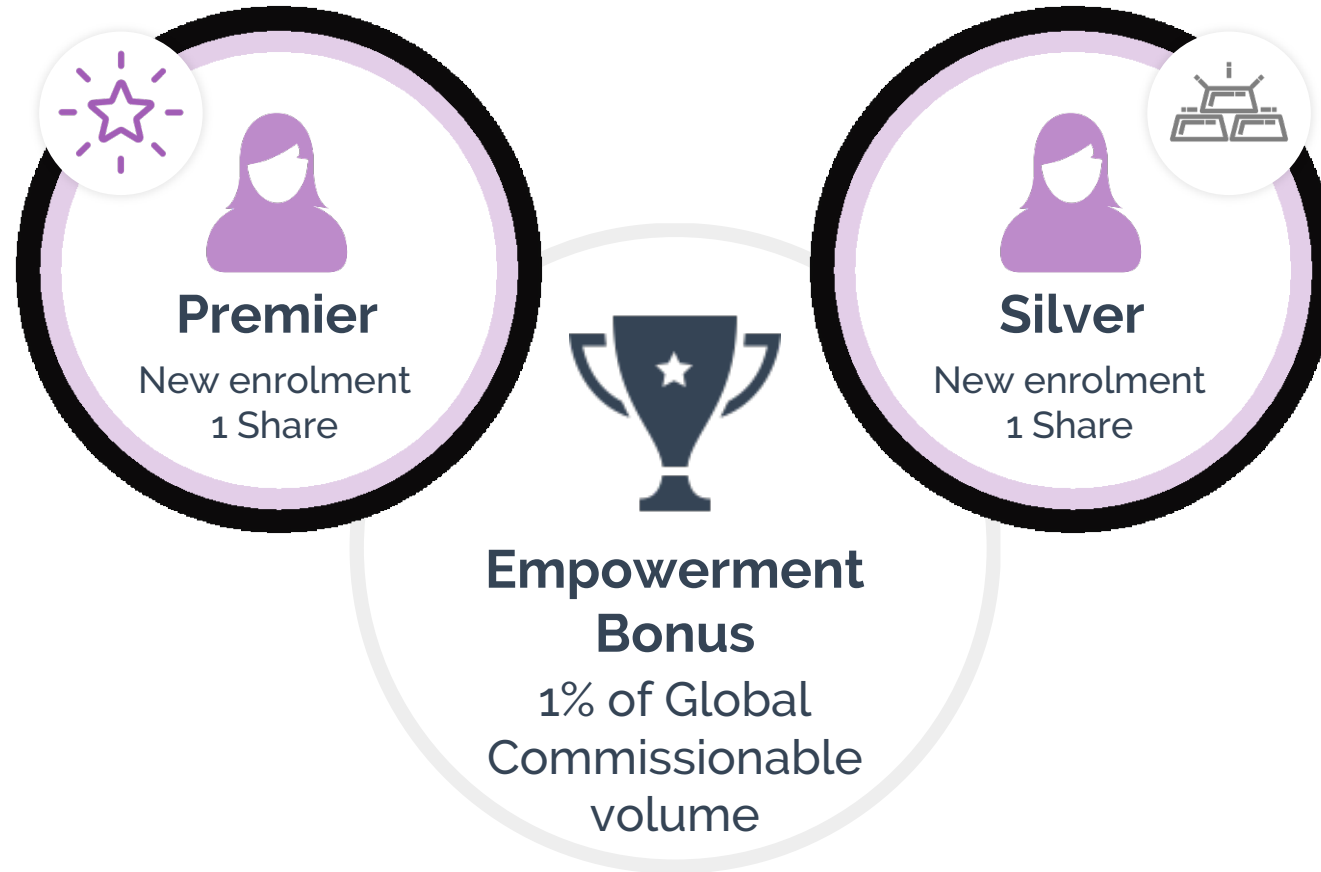 Premier
New enrolment
1 Share
Silver
New enrolment
1 Share
Empowerment
Bonus
1% of Global
Commissionable
volume